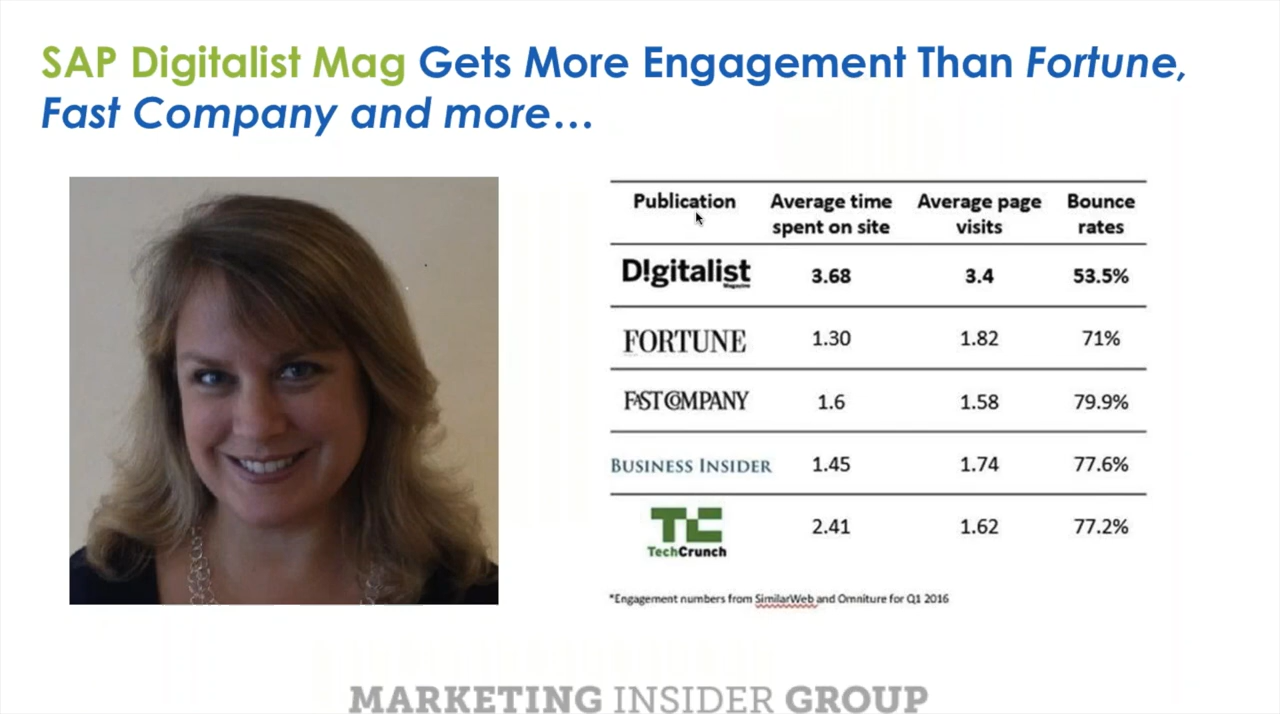 SAP Digitalist Mag Gets More Engagement Than Fortune,
Fast Company and more...
Publication Average time spent on site Average page visits Bounce rates
D!gitalist Magazine 3.68 3.4 53.5%
FORTUNE 1.30 1.82 71%
FAST COMPANY 1.6 1.58 79.9%
BUSINESS INSIDER 1.45 1.74 77.6%
TC TechCrunch 2.41 1.62 77.2%
*Engagement numbers from SimilarWeb and Omniture for Q1 2016
MARKETING INSIDER GROUP